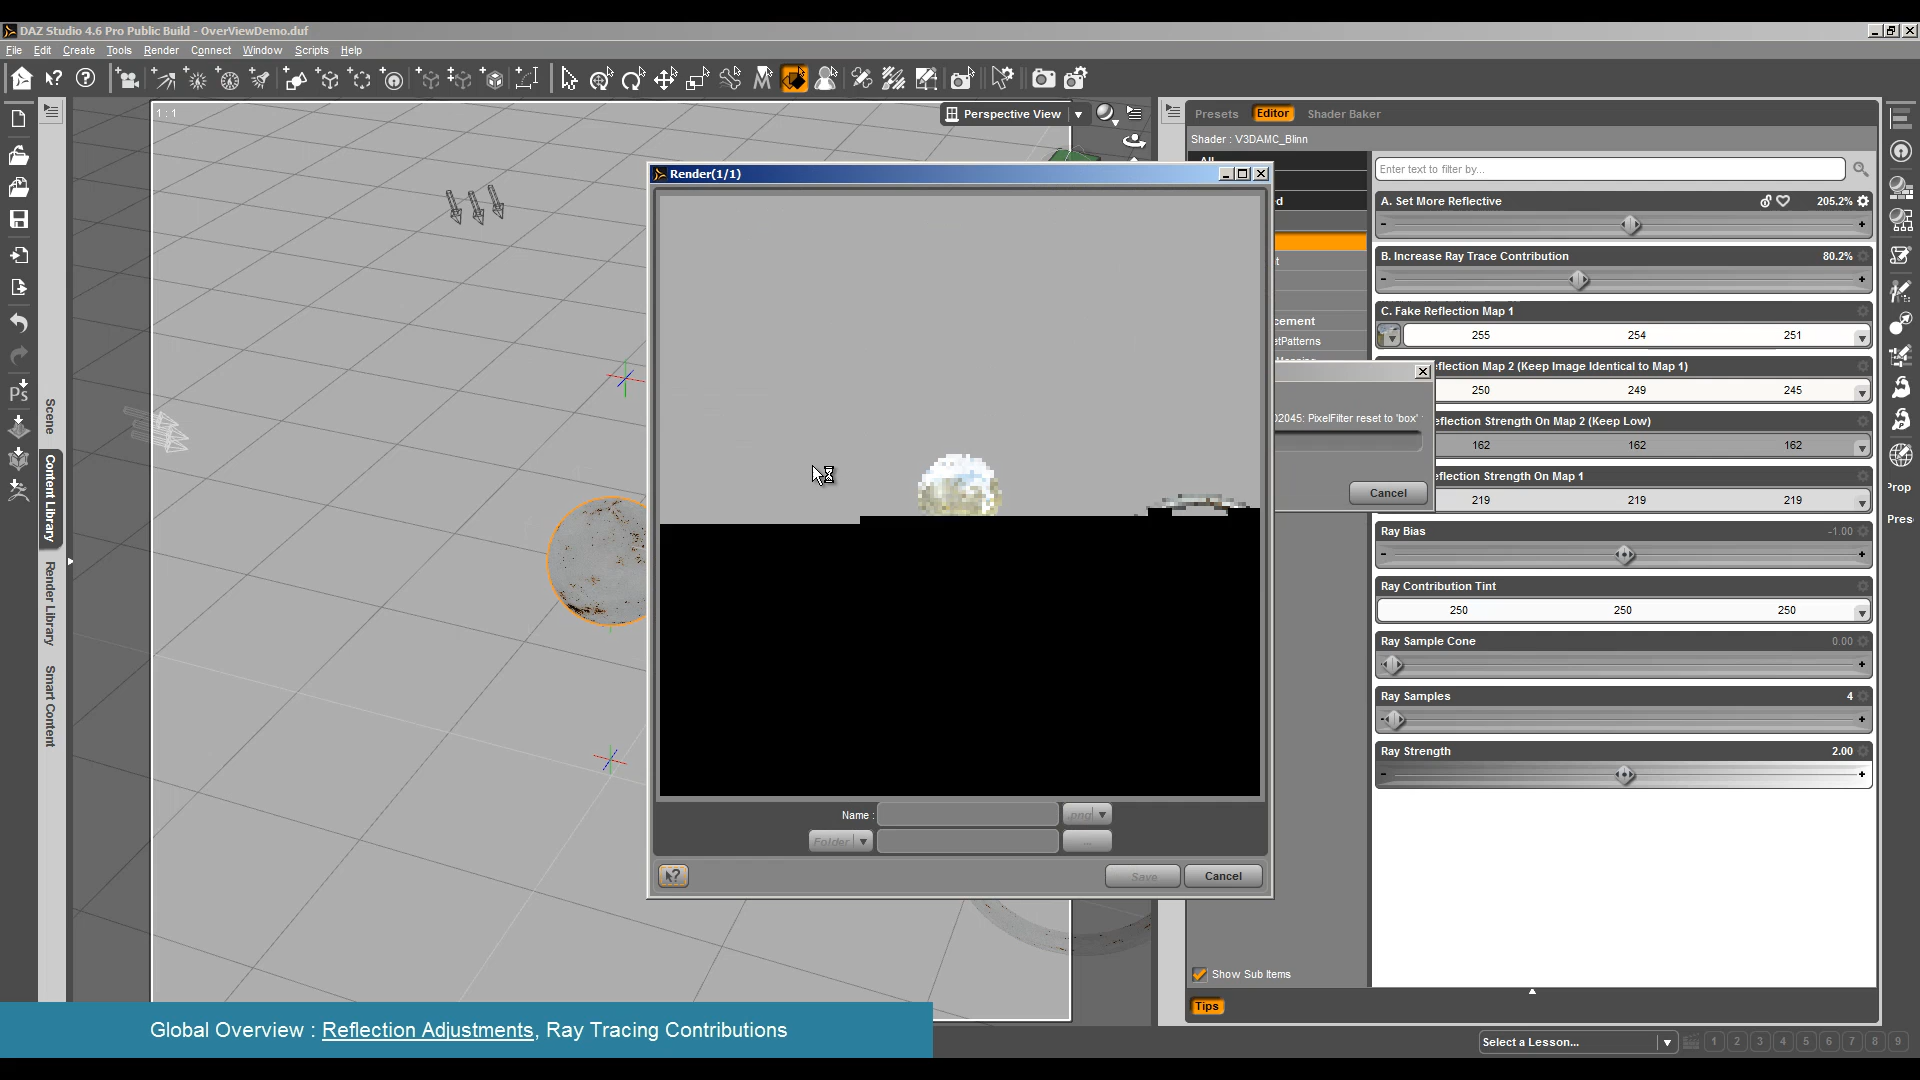 DAZ Studio 4.6 Pro Public Build - OverViewDemo.duf
File Edit Create Tools Render Connect Window Scripts Help
1 : 1
Perspective View
Scene
Content Library
Render Library
Smart Content
Ps
Presets Editor Shader Baker
Shader : V3DAMC_Blinn
All
Enter text to filter by...
A. Set More Reflective 205.2%
B. Increase Ray Trace Contribution 80.2%
C. Fake Reflection Map 1
255 254 251
eflection Map 2 (Keep Image Identical to Map 1)
250 249 245
eflection Strength On Map 2 (Keep Low)
162 162 162
eflection Strength On Map 1
219 219 219
Ray Bias -1.00
Ray Contribution Tint
250 250 250
Ray Sample Cone 0.00
Ray Samples 4
Ray Strength 2.00
ed
t
cement
etPatterns
Render(1/1)
02045: PixelFilter reset to 'box'
Cancel
Name :
.png
Folder
...
Save Cancel
Show Sub Items
Tips
Prop
Pres
Global Overview : Reflection Adjustments, Ray Tracing Contributions
Select a Lesson... 1 2 3 4 5 6 7 8 9